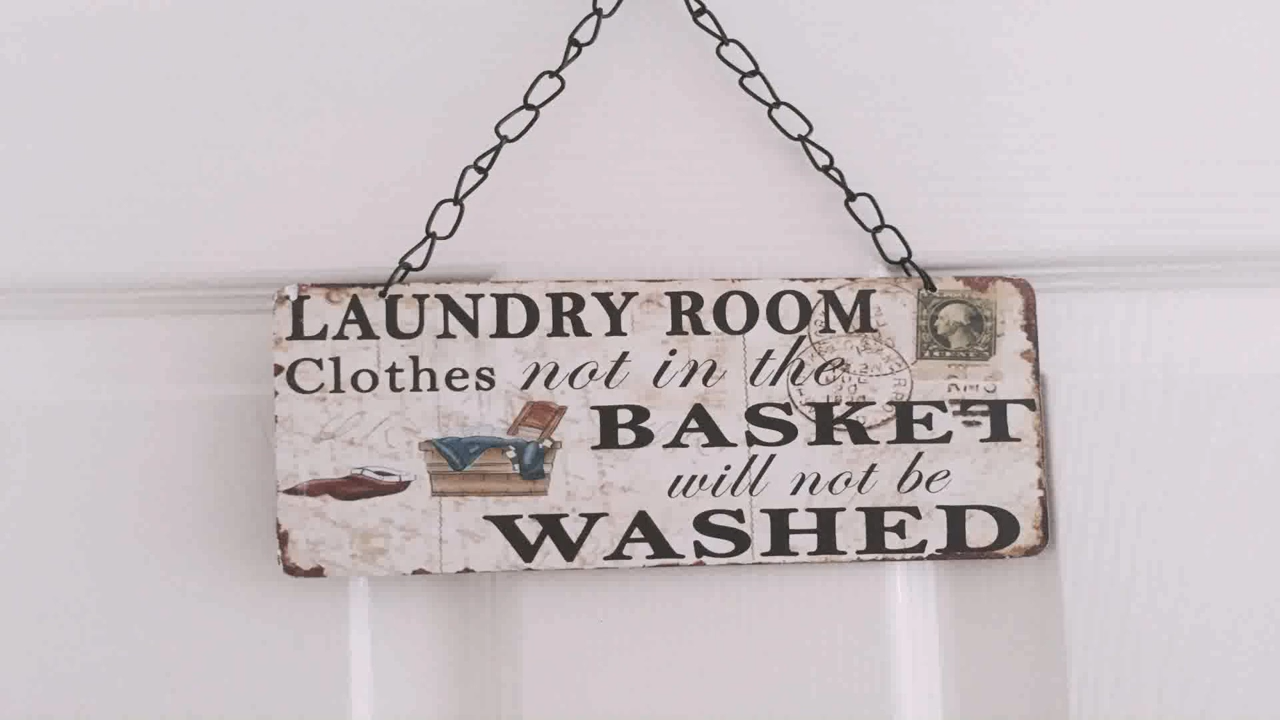 LAUNDRY ROOM
Clothes not in the
BASKET
will not be
WASHED